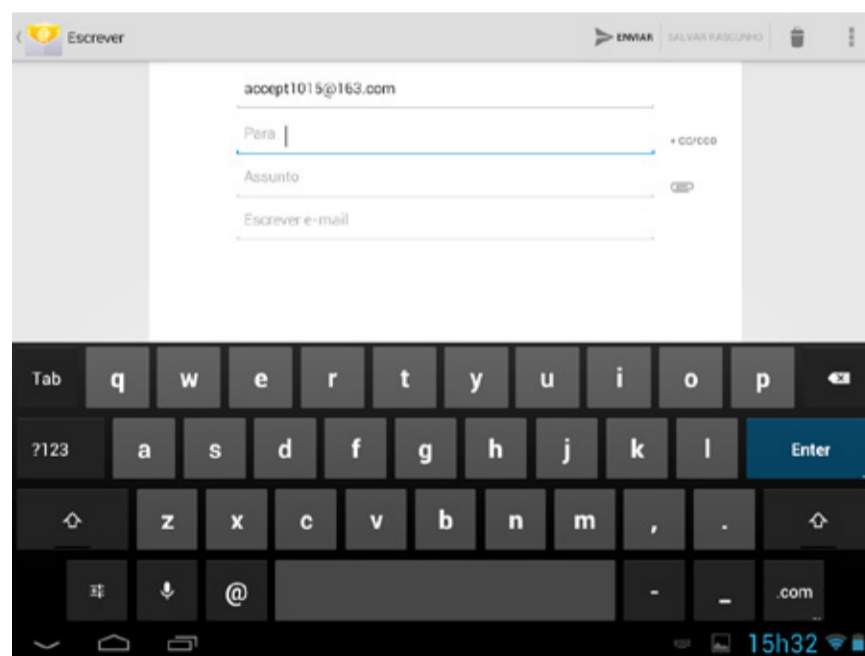 Escrever ENVIAR SALVAR RASCUNHO
accept1015@163.com
Para
+ CC/CCO
Assunto
Escrever e-mail
Tab q w e r t y u i o p
?123 a s d f g h j k l Enter
z x c v b n m , .
@ - _ .com
15h32